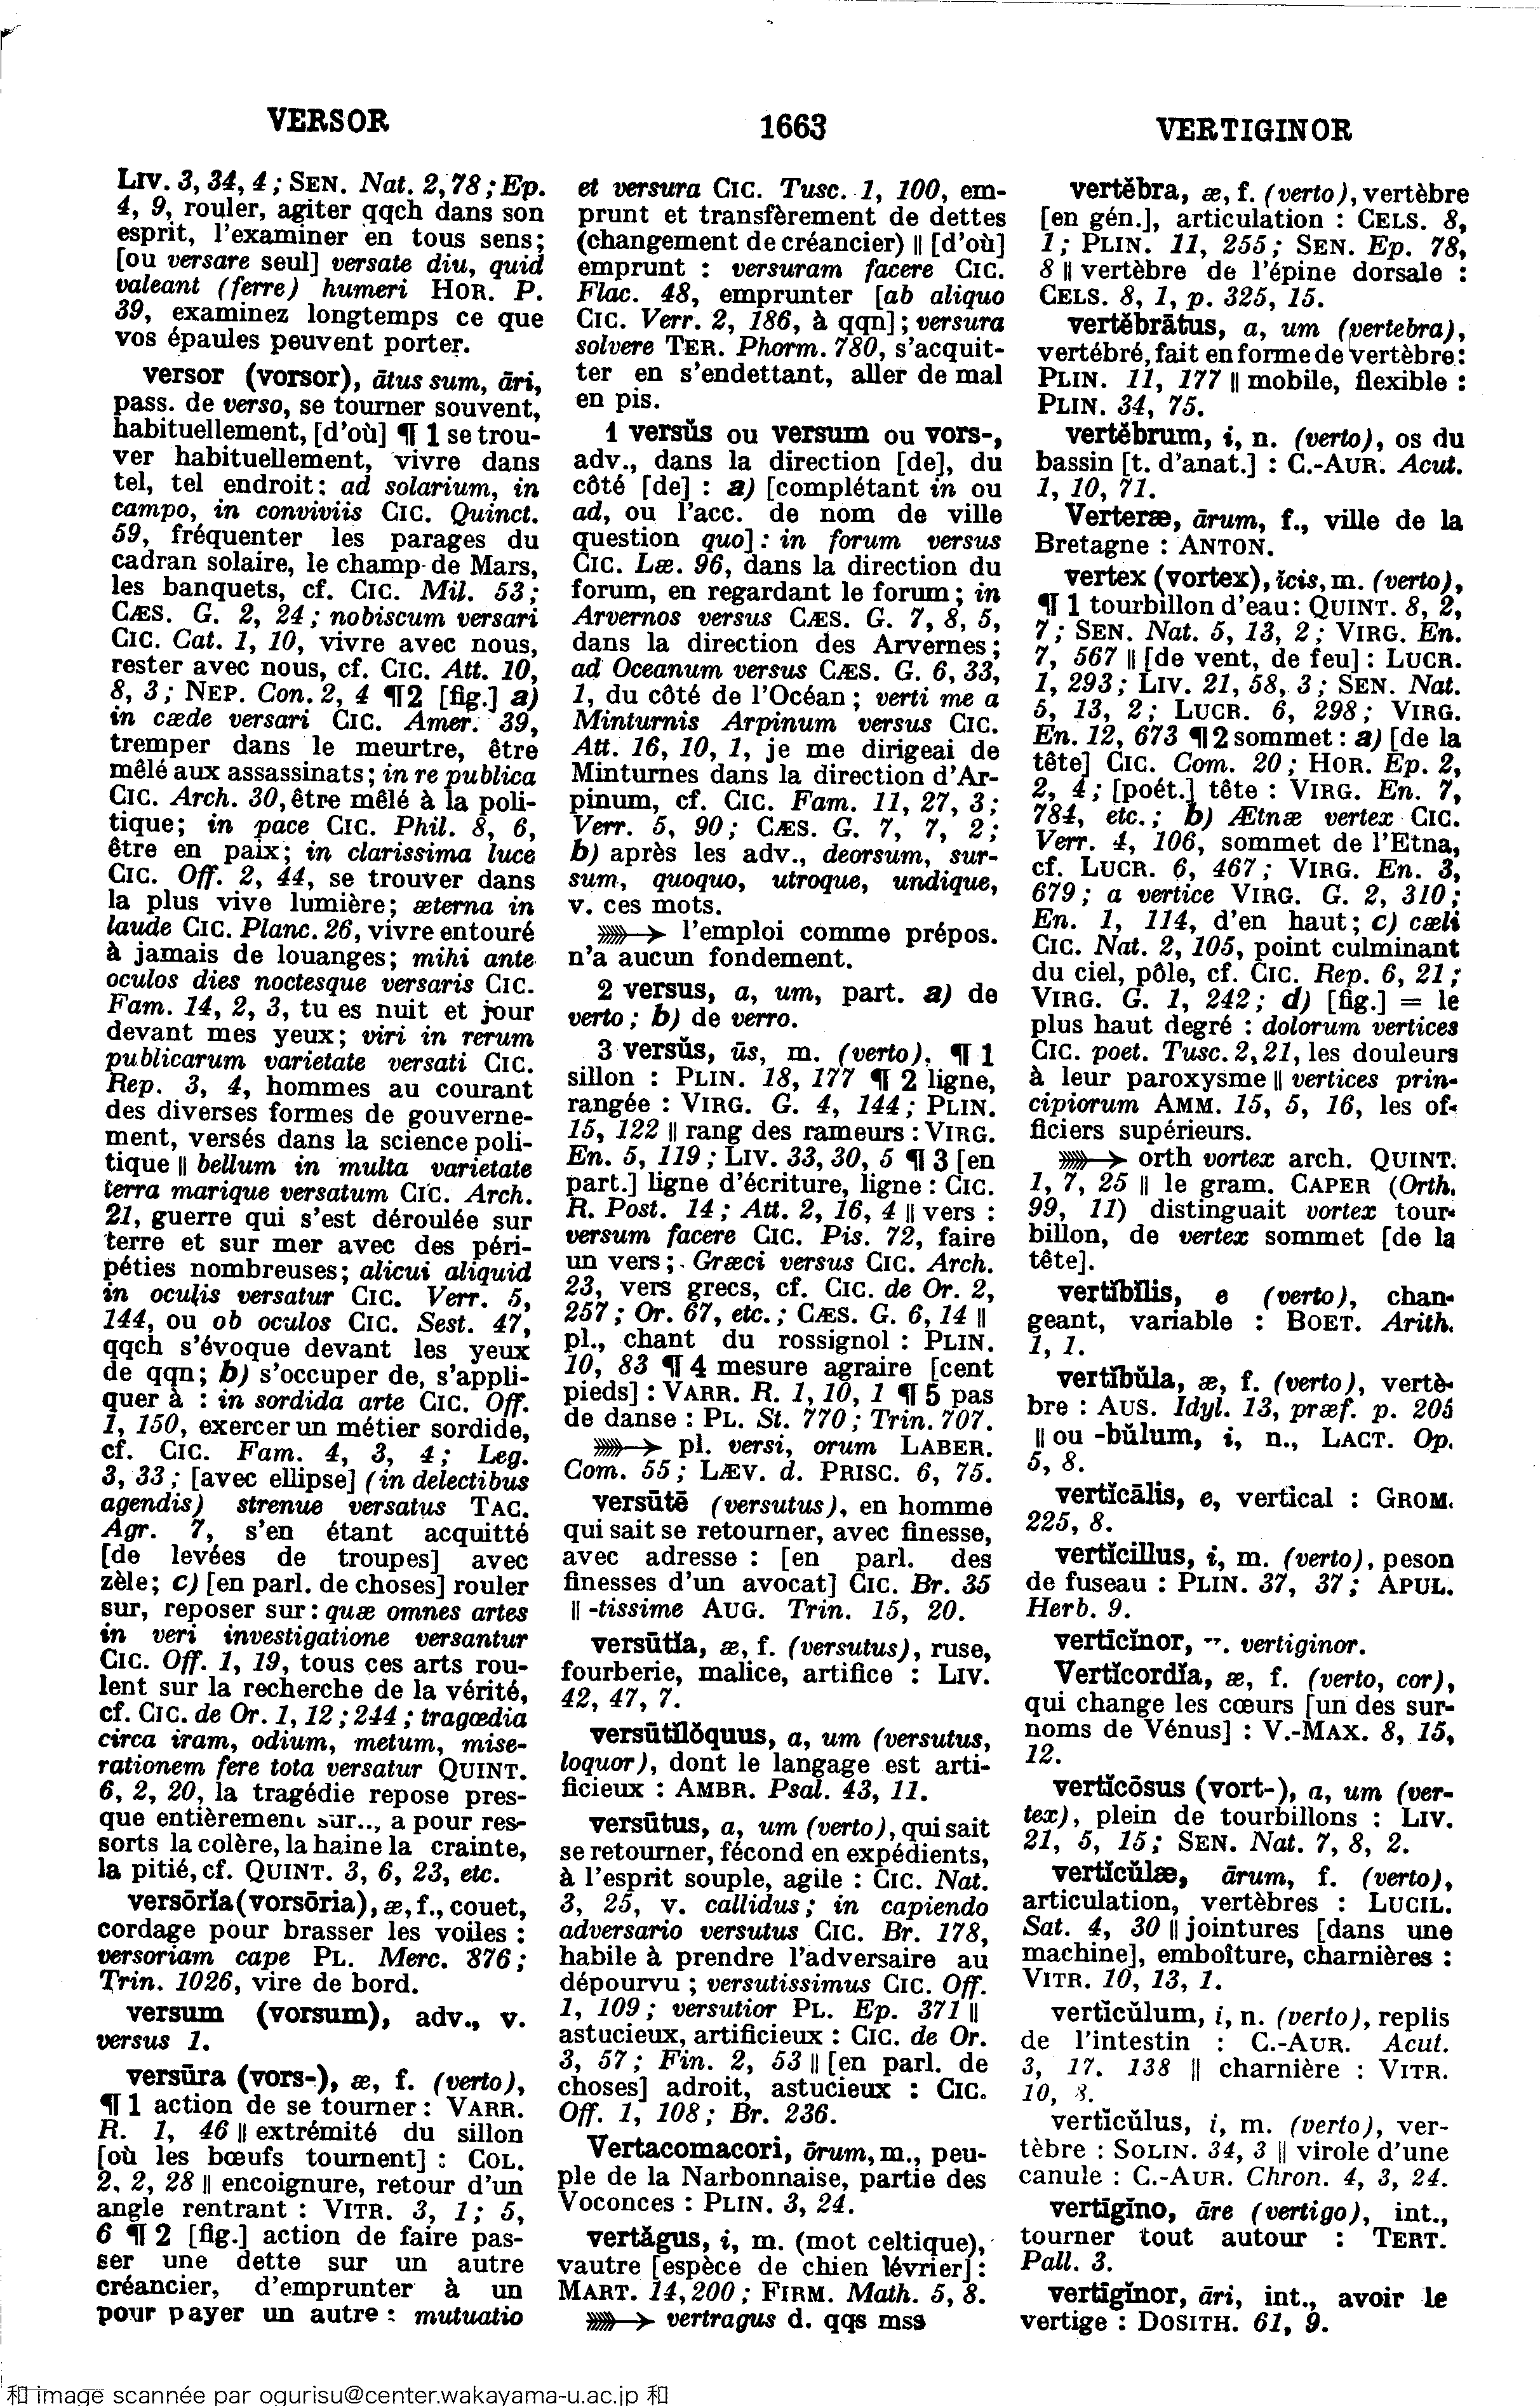 VERSOR
1663
VERTIGINOR
LIV. 3, 34, 4 ; SEN. Nat. 2, 78 ; Ep.
4, 9, rouler, agiter qqch dans son
esprit, l'examiner en tous sens;
[ou versare seul] versate diu, quid
valeant (ferre) humeri HOR. P.
39, examinez longtemps ce que
vos épaules peuvent porter.
versor (vorsor), ātus sum, āri,
pass. de verso, se tourner souvent,
habituellement, [d'où] ¶ 1 se trou-
ver habituellement, vivre dans
tel, tel endroit: ad solarium, in
campo, in conviviis CIC. Quinct.
59, fréquenter les parages du
cadran solaire, le champ de Mars,
les banquets, cf. CIC. Mil. 53 ;
CÆS. G. 2, 24 ; nobiscum versari
CIC. Cat. 1, 10, vivre avec nous,
rester avec nous, cf. CIC. Att. 10,
8, 3 ; NEP. Con. 2, 4 ¶ 2 [fig.] a)
in cæde versari CIC. Amer. 39,
tremper dans le meurtre, être
mêlé aux assassinats ; in re publica
CIC. Arch. 30, être mêlé à la poli-
tique; in pace CIC. Phil. 8, 6,
être en paix; in clarissima luce
CIC. Off. 2, 44, se trouver dans
la plus vive lumière; æterna in
laude CIC. Planc. 26, vivre entouré
à jamais de louanges; mihi ante
oculos dies noctesque versaris CIC.
Fam. 14, 2, 3, tu es nuit et jour
devant mes yeux; viri in rerum
publicarum varietate versati CIC.
Rep. 3, 4, hommes au courant
des diverses formes de gouverne-
ment, versés dans la science poli-
tique || bellum in multa varietate
terra marique versatum CIC. Arch.
21, guerre qui s'est déroulée sur
terre et sur mer avec des péri-
péties nombreuses; alicui aliquid
in oculis versatur CIC. Verr. 5,
144, ou ob oculos CIC. Sest. 47,
qqch s'évoque devant les yeux
de qqn; b) s'occuper de, s'appli-
quer à : in sordida arte CIC. Off.
1, 150, exercer un métier sordide,
cf. CIC. Fam. 4, 3, 4; Leg.
3, 33 ; [avec ellipse] (in delectibus
agendis) strenue versatus TAC.
Agr. 7, s'en étant acquitté
[de levées de troupes] avec
zèle; c) [en parl. de choses] rouler
sur, reposer sur : quæ omnes artes
in veri investigatione versantur
CIC. Off. 1, 19, tous ces arts rou-
lent sur la recherche de la vérité,
cf. CIC. de Or. 1, 12 ; 244 ; tragœdia
circa iram, odium, metum, mise-
rationem fere tota versatur QUINT.
6, 2, 20, la tragédie repose pres-
que entièrement sur.., a pour res-
sorts la colère, la haine la crainte,
la pitié, cf. QUINT. 3, 6, 23, etc.
versōrĭa (vorsōria), æ, f., couet,
cordage pour brasser les voiles :
versoriam cape PL. Merc. 876 ;
Trin. 1026, vire de bord.
versum (vorsum), adv., v.
versus 1.
versūra (vors-), æ, f. (verto),
¶ 1 action de se tourner : VARR.
R. 1, 46 || extrémité du sillon
[où les bœufs tournent] : COL.
2, 2, 28 || encoignure, retour d'un
angle rentrant : VITR. 3, 1; 5,
6 ¶ 2 [fig.] action de faire pas-
ser une dette sur un autre
créancier, d'emprunter à un
pour payer un autre : mutuatio
et versura CIC. Tusc. 1, 100, em-
prunt et transfèrement de dettes
(changement de créancier) || [d'où]
emprunt : versuram facere CIC.
Flac. 48, emprunter [ab aliquo
CIC. Verr. 2, 186, à qqn] ; versura
solvere TER. Phorm. 780, s'acquit-
ter en s'endettant, aller de mal
en pis.
1 versŭs ou versum ou vors-,
adv., dans la direction [de], du
côté [de] : a) [complétant in ou
ad, ou l'acc. de nom de ville
question quo] : in forum versus
CIC. Læ. 96, dans la direction du
forum, en regardant le forum ; in
Arvernos versus CÆS. G. 7, 8, 5,
dans la direction des Arvernes ;
ad Oceanum versus CÆS. G. 6, 33,
1, du côté de l'Océan ; verti me a
Minturnis Arpinum versus CIC.
Att. 16, 10, 1, je me dirigeai de
Minturnes dans la direction d'Ar-
pinum, cf. CIC. Fam. 11, 27, 3;
Verr. 5, 90 ; CÆS. G. 7, 7, 2;
b) après les adv., deorsum, sur-
sum, quoquo, utroque, undique,
v. ces mots.
➳ l'emploi comme prépos.
n'a aucun fondement.
2 versus, a, um, part. a) de
verto ; b) de verro.
3 versŭs, ūs, m. (verto). ¶ 1
sillon : PLIN. 18, 177 ¶ 2 ligne,
rangée : VIRG. G. 4, 144 ; PLIN.
15, 122 || rang des rameurs : VIRG.
En. 5, 119 ; LIV. 33, 30, 5 ¶ 3 [en
part.] ligne d'écriture, ligne : CIC.
R. Post. 14 ; Att. 2, 16, 4 || vers :
versum facere CIC. Pis. 72, faire
un vers ; Græci versus CIC. Arch.
23, vers grecs, cf. CIC. de Or. 2,
257 ; Or. 67, etc. ; CÆS. G. 6, 14 ||
pl., chant du rossignol : PLIN.
10, 83 ¶ 4 mesure agraire [cent
pieds] : VARR. R. 1, 10, 1 ¶ 5 pas
de danse : PL. St. 770 ; Trin. 707.
➳ pl. versi, orum LABER.
Com. 55 ; LÆV. d. PRISC. 6, 75.
versūtē (versutus), en homme
qui sait se retourner, avec finesse,
avec adresse : [en parl. des
finesses d'un avocat] CIC. Br. 35
|| -tissime AUG. Trin. 15, 20.
versūtĭa, æ, f. (versutus), ruse,
fourberie, malice, artifice : LIV.
42, 47, 7.
versūtĭlŏquus, a, um (versutus,
loquor), dont le langage est arti-
ficieux : AMBR. Psal. 43, 11.
versūtus, a, um (verto), qui sait
se retourner, fécond en expédients,
à l'esprit souple, agile : CIC. Nat.
3, 25, v. callidus ; in capiendo
adversario versutus CIC. Br. 178,
habile à prendre l'adversaire au
dépourvu ; versutissimus CIC. Off.
1, 109 ; versutior PL. Ep. 371 ||
astucieux, artificieux : CIC. de Or.
3, 57 ; Fin. 2, 53 || [en parl. de
choses] adroit, astucieux : CIC.
Off. 1, 108 ; Br. 236.
Vertacomacori, ōrum, m., peu-
ple de la Narbonnaise, partie des
Voconces : PLIN. 3, 24.
vertăgus, i, m. (mot celtique),
vautre [espèce de chien lévrier] :
MART. 14, 200 ; FIRM. Math. 5, 8.
➳ vertragus d. qqs mss
vertĕbra, æ, f. (verto), vertèbre
[en gén.], articulation : CELS. 8,
1 ; PLIN. 11, 255 ; SEN. Ep. 78,
8 || vertèbre de l'épine dorsale :
CELS. 8, 1, p. 325, 15.
vertĕbrātus, a, um (vertebra),
vertébré, fait en forme de vertèbre :
PLIN. 11, 177 || mobile, flexible :
PLIN. 34, 75.
vertĕbrum, i, n. (verto), os du
bassin [t. d'anat.] : C.-AUR. Acut.
1, 10, 71.
Verteræ, ārum, f., ville de la
Bretagne : ANTON.
vertex (vortex), ĭcis, m. (verto),
¶ 1 tourbillon d'eau : QUINT. 8, 2,
7 ; SEN. Nat. 5, 13, 2 ; VIRG. En.
7, 567 || [de vent, de feu] : LUCR.
1, 293 ; LIV. 21, 58, 3 ; SEN. Nat.
5, 13, 2 ; LUCR. 6, 298 ; VIRG.
En. 12, 673 ¶ 2 sommet : a) [de la
tête] CIC. Com. 20 ; HOR. Ep. 2,
2, 4 ; [poét.] tête : VIRG. En. 7,
784, etc. ; b) Ætnæ vertex CIC.
Verr. 4, 106, sommet de l'Etna,
cf. LUCR. 6, 467 ; VIRG. En. 3,
679 ; a vertice VIRG. G. 2, 310 ;
En. 1, 114, d'en haut ; c) cæli
CIC. Nat. 2, 105, point culminant
du ciel, pôle, cf. CIC. Rep. 6, 21 ;
VIRG. G. 1, 242 ; d) [fig.] = le
plus haut degré : dolorum vertices
CIC. poet. Tusc. 2, 21, les douleurs
à leur paroxysme || vertices prin-
cipiorum AMM. 15, 5, 16, les of-
ficiers supérieurs.
➳ orth vortex arch. QUINT.
1, 7, 25 || le gram. CAPER (Orth.
99, 11) distinguait vortex tour-
billon, de vertex sommet [de la
tête].
vertĭbĭlis, e (verto), chan-
geant, variable : BOET. Arith.
1, 1.
vertĭbŭla, æ, f. (verto), vertè-
bre : AUS. Idyl. 13, præf. p. 205
|| ou -bŭlum, i, n., LACT. Op.
5, 8.
vertĭcālis, e, vertical : GROM.
225, 8.
vertĭcillus, i, m. (verto), peson
de fuseau : PLIN. 37, 37 ; APUL.
Herb. 9.
vertĭcĭnor, v. vertiginor.
Vertĭcordĭa, æ, f. (verto, cor),
qui change les cœurs [un des sur-
noms de Vénus] : V.-MAX. 8, 15,
12.
vertĭcōsus (vort-), a, um (ver-
tex), plein de tourbillons : LIV.
21, 5, 15 ; SEN. Nat. 7, 8, 2.
vertĭcŭlæ, ārum, f. (verto),
articulation, vertèbres : LUCIL.
Sat. 4, 30 || jointures [dans une
machine], emboîture, charnières :
VITR. 10, 13, 1.
vertĭcŭlum, i, n. (verto), replis
de l'intestin : C.-AUR. Acut.
3, 17. 138 || charnière : VITR.
10,
vertĭcŭlus, i, m. (verto), ver-
tèbre : SOLIN. 34, 3 || virole d'une
canule : C.-AUR. Chron. 4, 3, 24.
vertīgĭno, āre (vertigo), int.,
tourner tout autour : TERT.
Pall. 3.
vertīgĭnor, āri, int., avoir le
vertige : DOSITH. 61, 9.
和 image scannée par ogurisu@center.wakayama-u.ac.jp 和